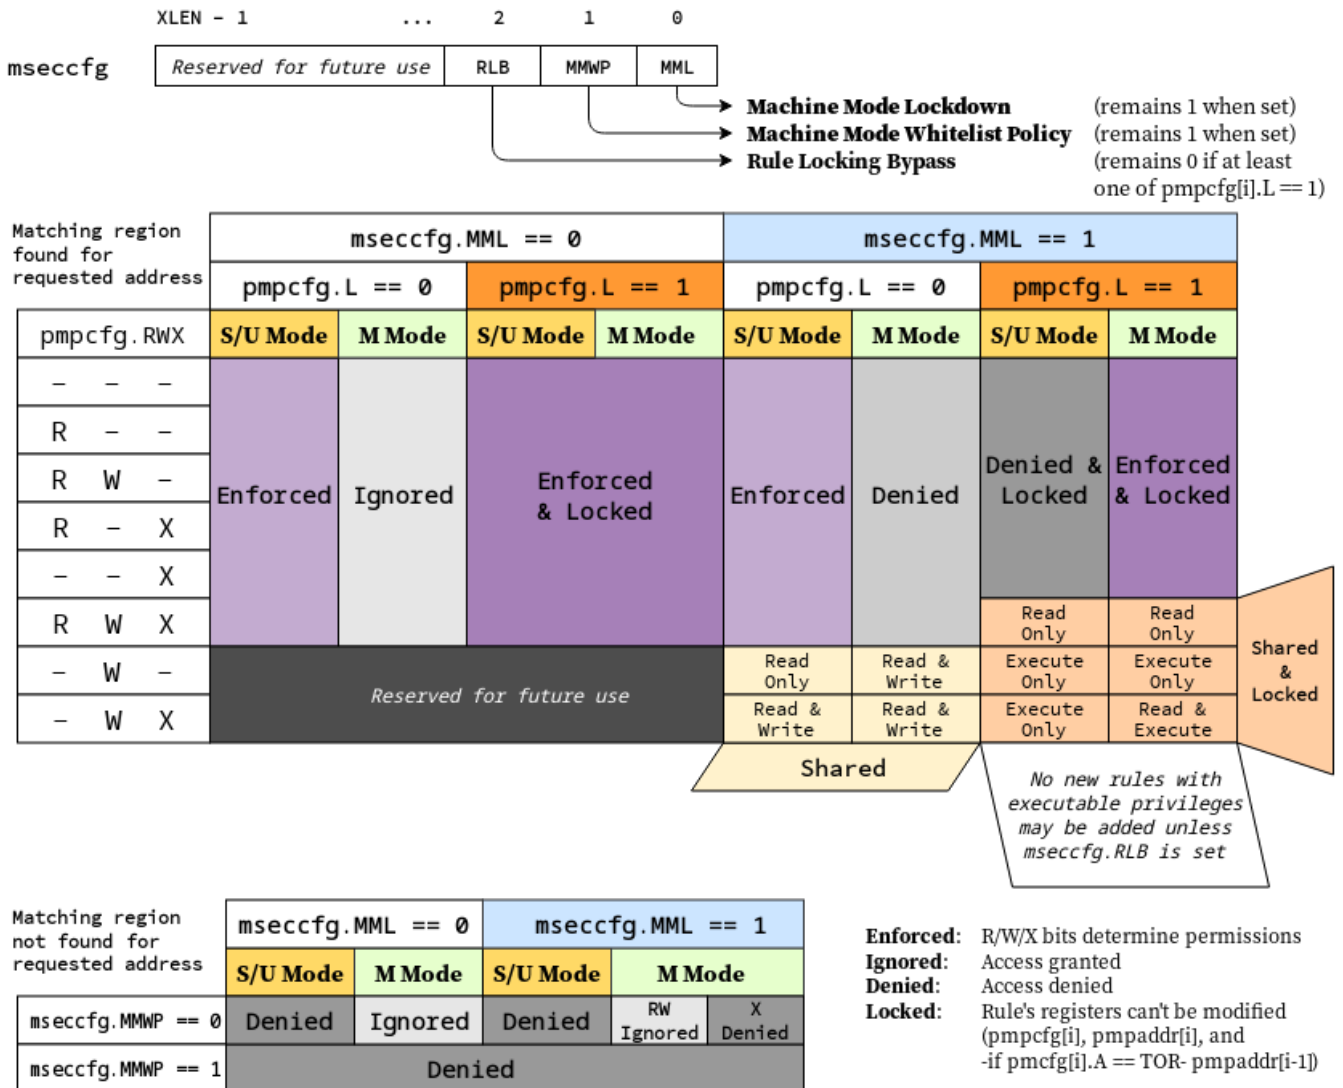 XLEN - 1 ... 2 1 0
mseccfg Reserved for future use RLB MMWP MML
Machine Mode Lockdown (remains 1 when set)
Machine Mode Whitelist Policy (remains 1 when set)
Rule Locking Bypass (remains 0 if at least
one of pmpcfg[i].L == 1)
Matching region
found for
requested address
mseccfg.MML == 0 mseccfg.MML == 1
pmpcfg.L == 0 pmpcfg.L == 1 pmpcfg.L == 0 pmpcfg.L == 1
pmpcfg.RWX S/U Mode M Mode S/U Mode M Mode S/U Mode M Mode S/U Mode M Mode
- - -
R - -
R W -
R - X
- - X
R W X
- W -
- W X
Enforced
Ignored
Enforced
& Locked
Enforced
Denied
Denied &
Locked
Enforced
& Locked
Read
Only
Read
Only
Reserved for future use
Read
Only
Read &
Write
Execute
Only
Execute
Only
Read &
Write
Read &
Write
Execute
Only
Read &
Execute
Shared
&
Locked
Shared
No new rules with
executable privileges
may be added unless
mseccfg.RLB is set
Matching region
not found for
requested address
mseccfg.MML == 0 mseccfg.MML == 1
S/U Mode M Mode S/U Mode M Mode
mseccfg.MMWP == 0 Denied Ignored Denied
RW
Ignored
X
Denied
mseccfg.MMWP == 1 Denied
Enforced: R/W/X bits determine permissions
Ignored: Access granted
Denied: Access denied
Locked: Rule's registers can't be modified
(pmpcfg[i], pmpaddr[i], and
-if pmcfg[i].A == TOR- pmpaddr[i-1])